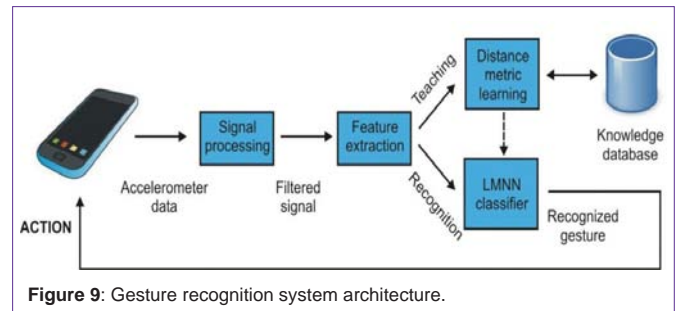 Signal
processing
Feature
extraction
Teaching
Distance
metric
learning
Knowledge
database
Accelerometer
data
Filtered
signal
Recognition
LMNN
classifier
Recognized
gesture
ACTION
Figure 9: Gesture recognition system architecture.